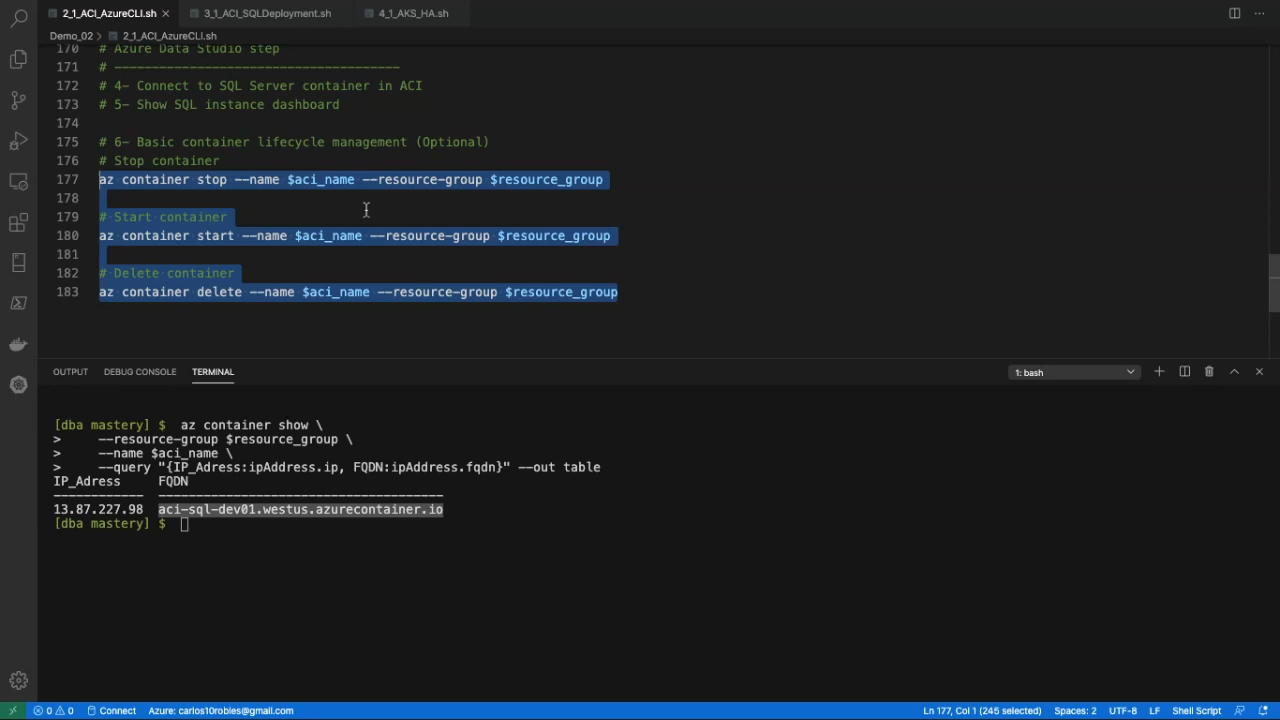 2_1_ACI_AzureCLI.sh
3_1_ACI_SQLDeployment.sh
4_1_AKS_HA.sh
Demo_02 > 2_1_ACI_AzureCLI.sh
170 # Azure Data Studio step
171 # --------------------------------------
172 # 4- Connect to SQL Server container in ACI
173 # 5- Show SQL instance dashboard
174
175 # 6- Basic container lifecycle management (Optional)
176 # Stop container
177 az container stop --name $aci_name --resource-group $resource_group
178
179 # Start container
180 az container start --name $aci_name --resource-group $resource_group
181
182 # Delete container
183 az container delete --name $aci_name --resource-group $resource_group
OUTPUT DEBUG CONSOLE TERMINAL 1: bash
[dba mastery] $ az container show \
> --resource-group $resource_group \
> --name $aci_name \
> --query "{IP_Adress:ipAddress.ip, FQDN:ipAddress.fqdn}" --out table
IP_Adress FQDN
------------ --------------------------------------
13.87.227.98 aci-sql-dev01.westus.azurecontainer.io
[dba mastery] $
0 0 Connect Azure: carlos10robles@gmail.com Ln 177, Col 1 (245 selected) Spaces: 2 UTF-8 LF Shell Script